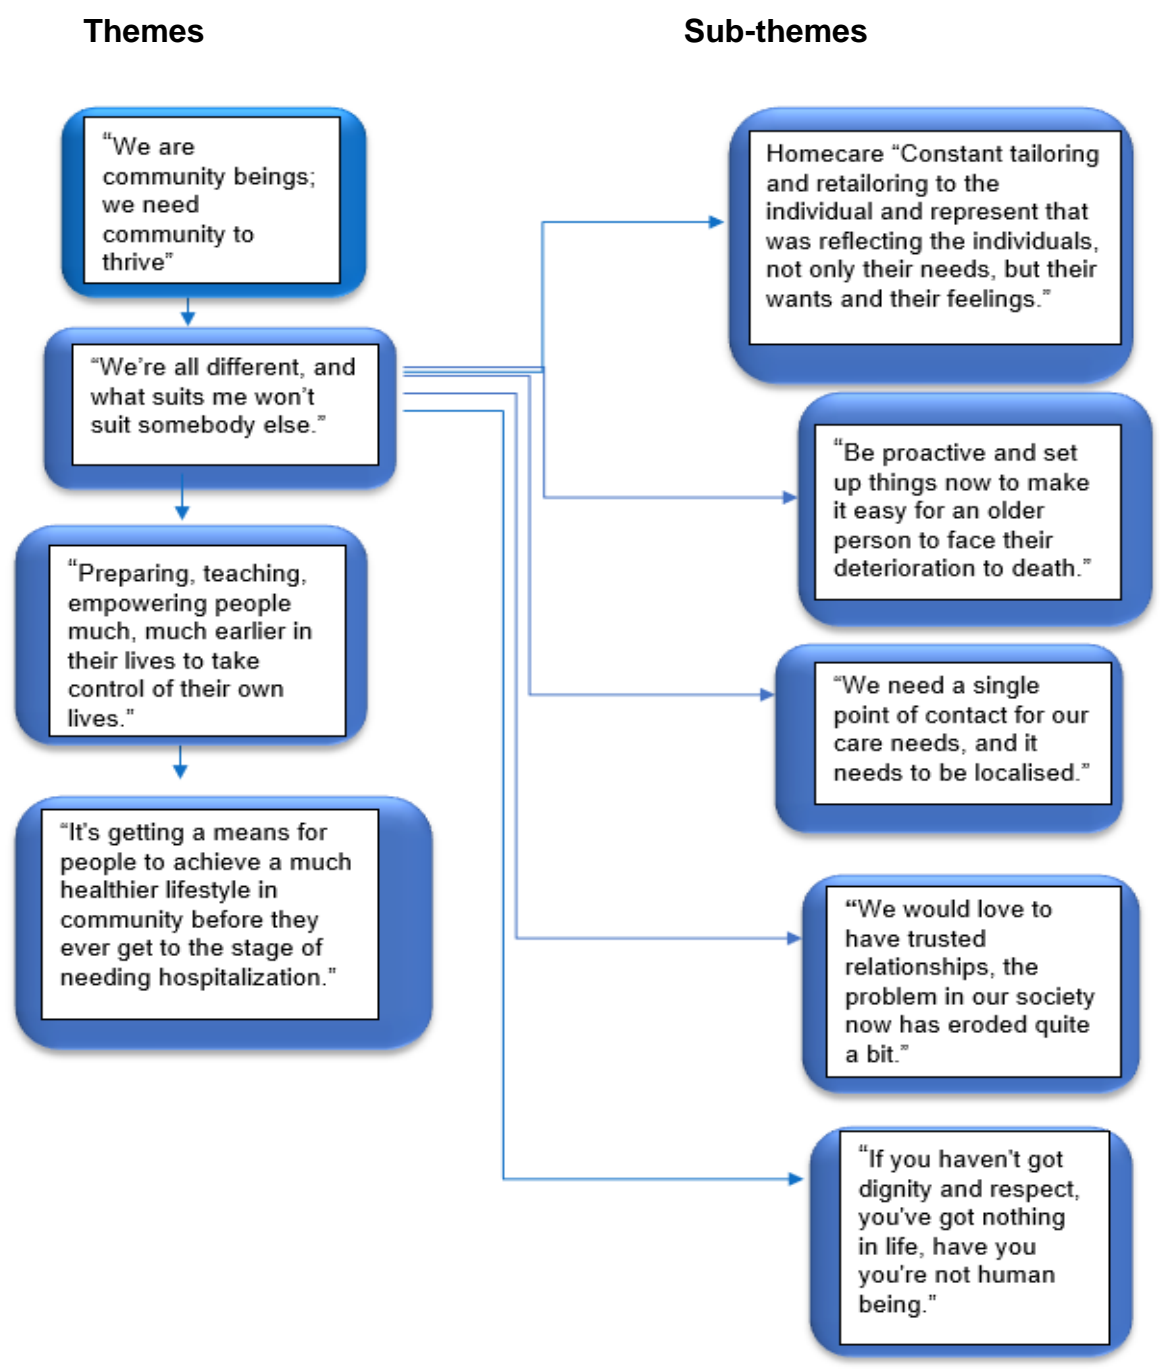 Themes
Sub-themes
“We are
community beings;
we need
community to
thrive”
“We’re all different, and
what suits me won’t
suit somebody else.”
“Preparing, teaching,
empowering people
much, much earlier in
their lives to take
control of their own
lives.”
“It’s getting a means for
people to achieve a much
healthier lifestyle in
community before they
ever get to the stage of
needing hospitalization.”
Homecare “Constant tailoring
and retailoring to the
individual and represent that
was reflecting the individuals,
not only their needs, but their
wants and their feelings.”
“Be proactive and set
up things now to make
it easy for an older
person to face their
deterioration to death.”
“We need a single
point of contact for our
care needs, and it
needs to be localised.”
“We would love to
have trusted
relationships, the
problem in our society
now has eroded quite
a bit.”
“If you haven’t got
dignity and respect,
you’ve got nothing
in life, have you
you’re not human
being.”